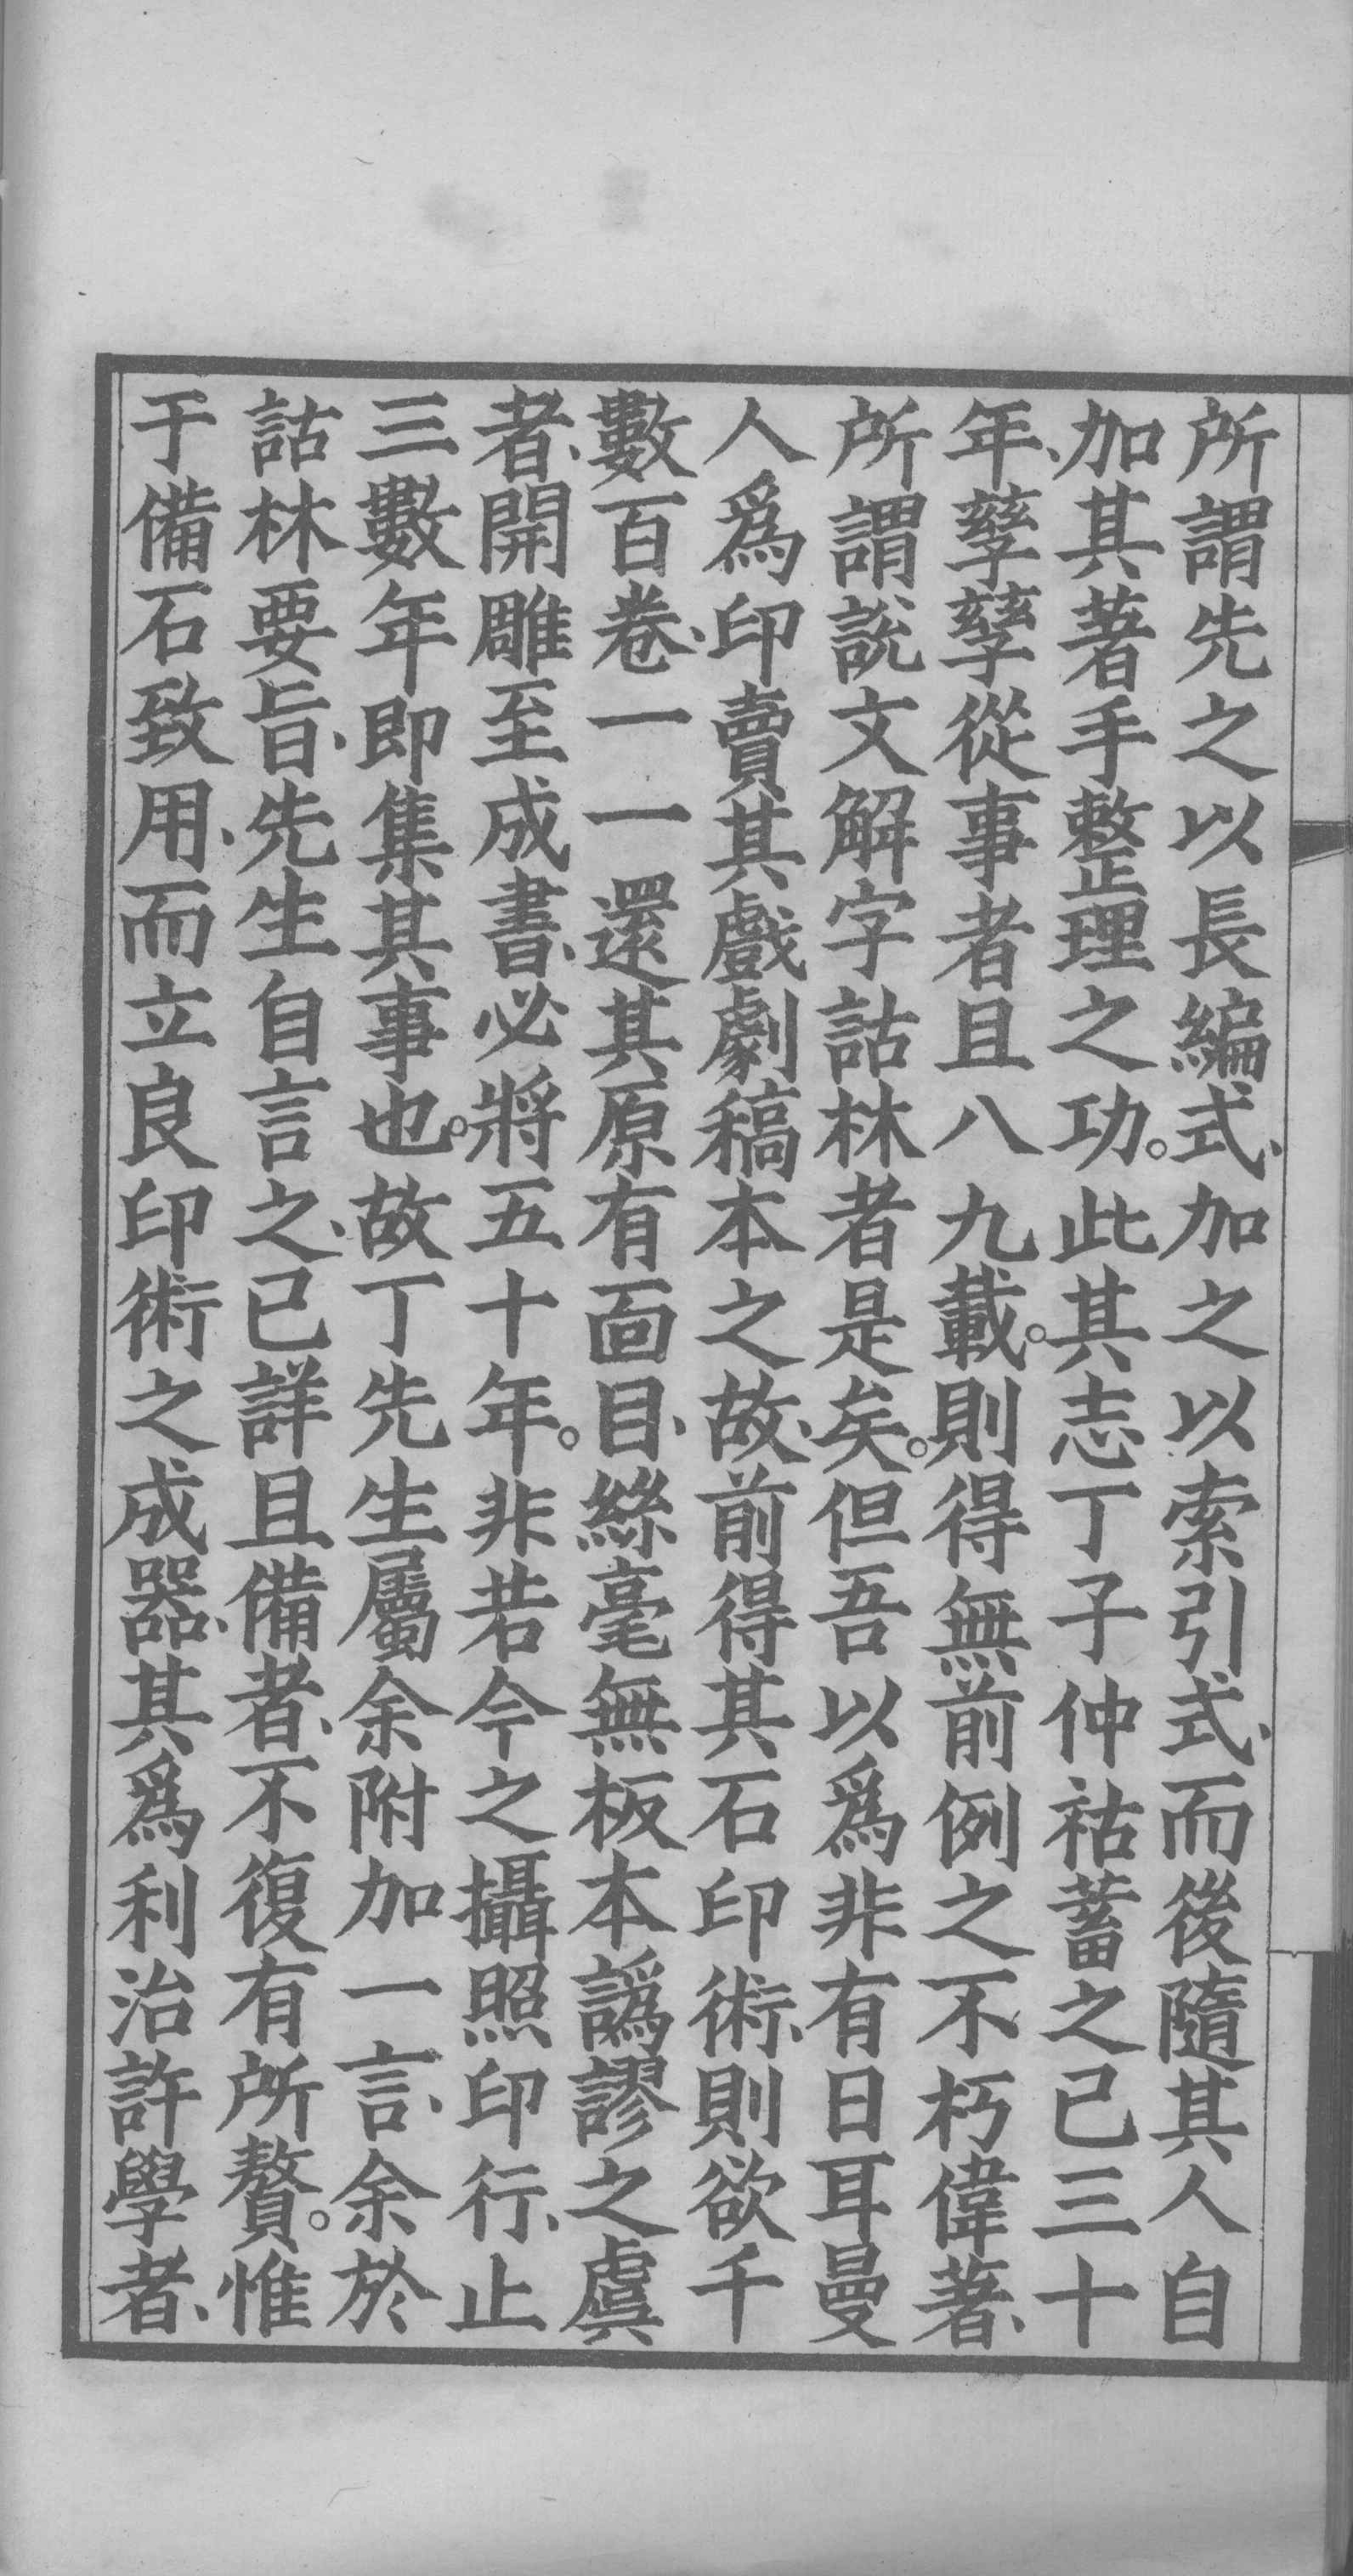 所謂先之以長編式、加之以索引式、而後隨其人自
加其著手整理之功。此其志丁子仲祜蓄之已三十
年、孳孳從事者且八九載。則得無前例之不朽偉著、
所謂說文解字詁林者是矣。但吾以爲非有日耳曼
人爲印賣其戲劇稿本之故、前得其石印術、則欲千
數百卷、一一還其原有面目、絲毫無板本譌謬之虞
者、開雕至成書、必將五十年。非若今之攝照印行、止
三數年即集其事也。故丁先生屬余附加一言、余於
詁林要旨、先生自言之、已詳且備者、不復有所贅。惟
于備石致用、而立良印術之成器、其爲利治許學者、